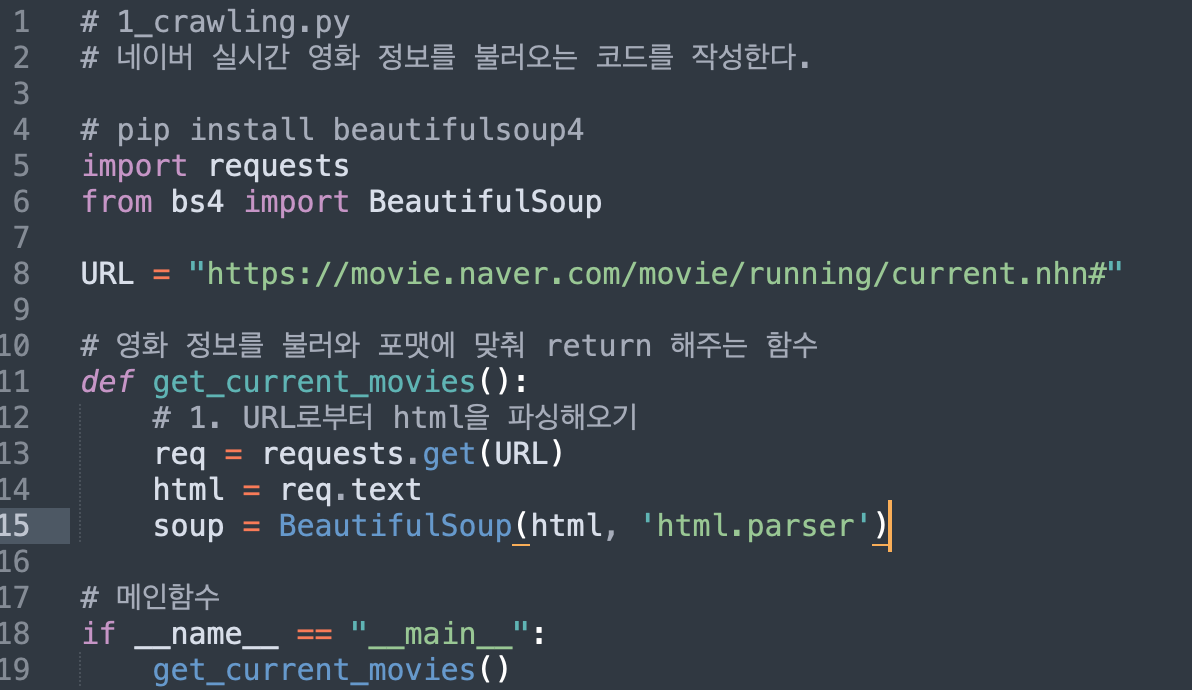 1 # 1_crawling.py
2 # 네이버 실시간 영화 정보를 불러오는 코드를 작성한다.
3
4 # pip install beautifulsoup4
5 import requests
6 from bs4 import BeautifulSoup
7
8 URL = "https://movie.naver.com/movie/running/current.nhn#"
9
10 # 영화 정보를 불러와 포맷에 맞춰 return 해주는 함수
11 def get_current_movies():
12     # 1. URL로부터 html을 파싱해오기
13     req = requests.get(URL)
14     html = req.text
15     soup = BeautifulSoup(html, 'html.parser')
16
17 # 메인함수
18 if __name__ == "__main__":
19     get_current_movies()